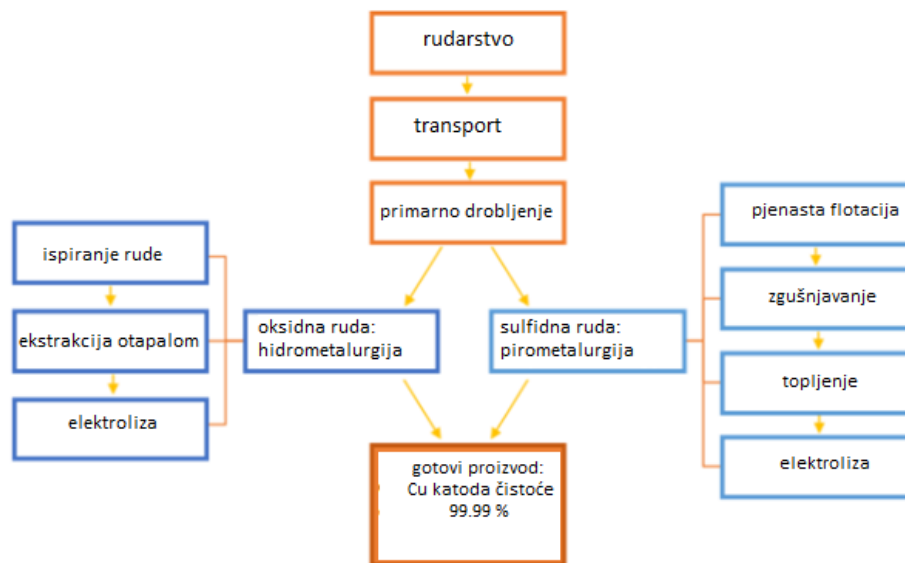 rudarstvo
transport
primarno drobljenje
ispiranje rude
ekstrakcija otapalom
elektroliza
oksidna ruda:
hidrometalurgija
sulfidna ruda:
pirometalurgija
pjenasta flotacija
zgušnjavanje
topljenje
elektroliza
gotovi proizvod:
Cu katoda čistoće
99.99 %